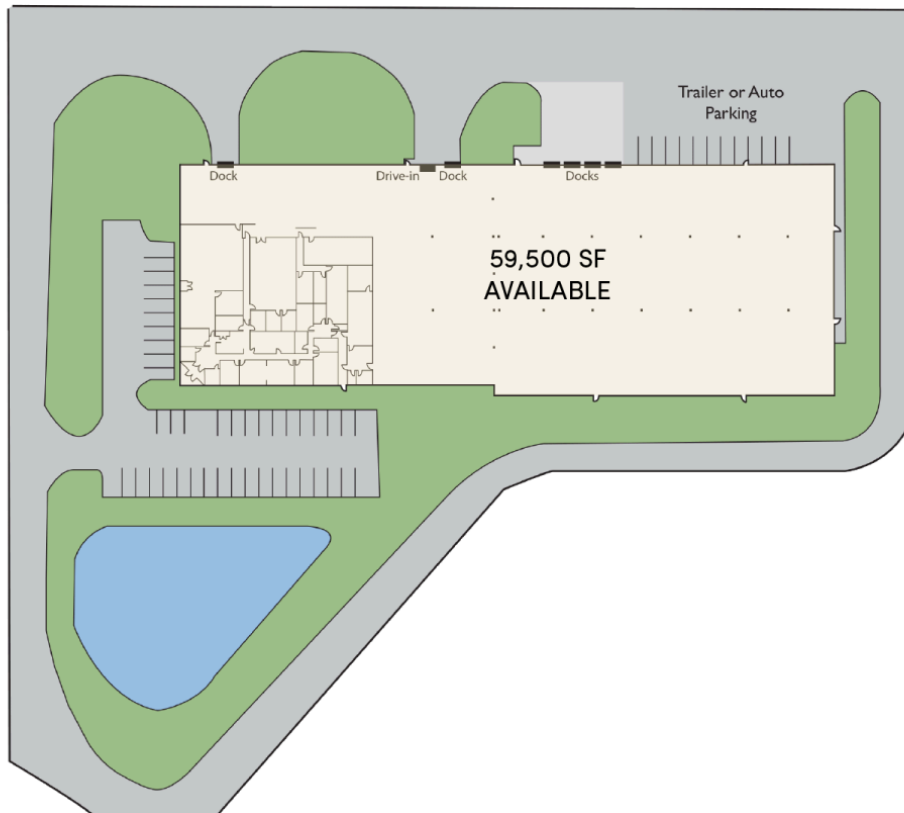 Trailer or Auto
Parking
Dock
Drive-in
Dock
Docks
59,500 SF
AVAILABLE